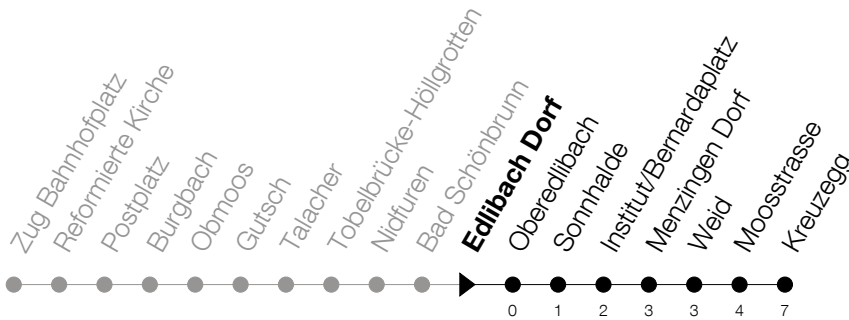 Zug Bahnhofplatz
Reformierte Kirche
Postplatz
Burgbach
Obmoos
Gutsch
Talacher
Tobelbrücke-Höllgrotten
Nidfuren
Bad Schönbrunn
Edlibach Dorf
Oberedlibach
Sonnhalde
Institut/Bernardaplatz
Menzingen Dorf
Weid
Moosstrasse
Kreuzegg
0 1 2 3 3 4 7